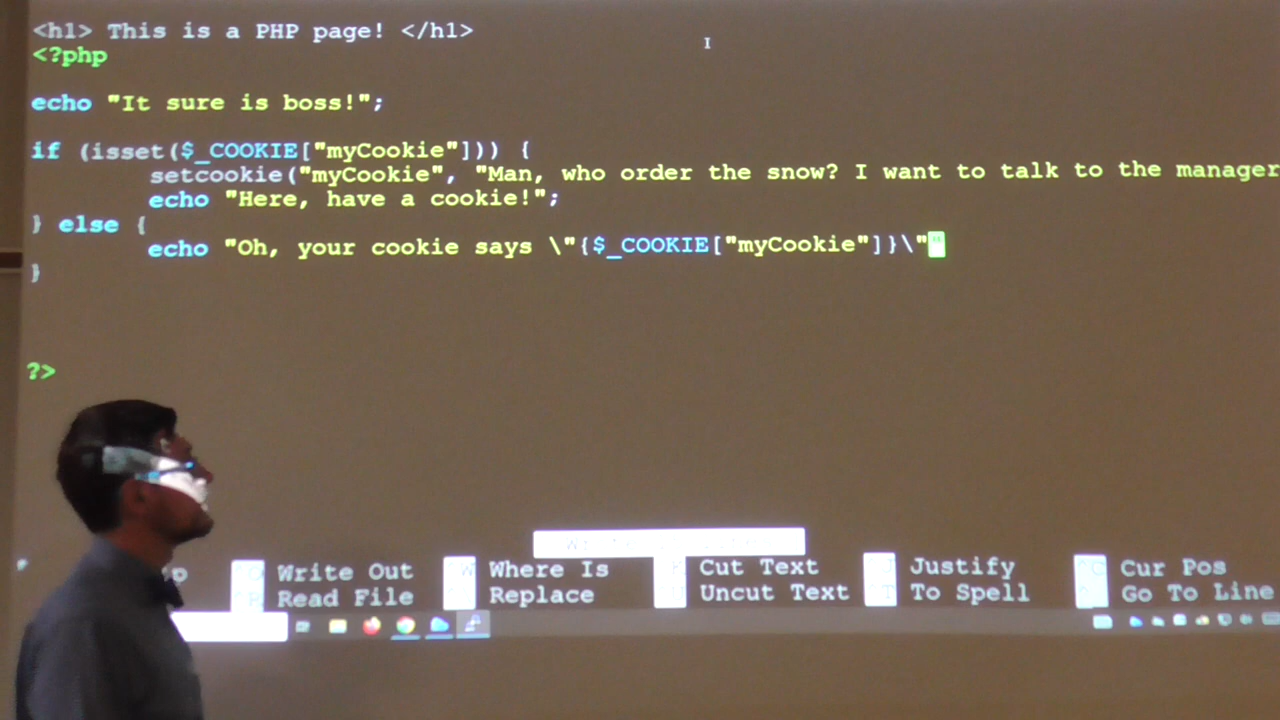 <h1> This is a PHP page! </h1>
<?php
echo "It sure is boss!";
if (isset($_COOKIE["myCookie"])) {
setcookie("myCookie", "Man, who order the snow? I want to talk to the manager
echo "Here, have a cookie!";
} else {
echo "Oh, your cookie says \"{$_COOKIE["myCookie"]}\""
}
?>
Write Out Where Is Cut Text Justify Cur Pos
Read File Replace Uncut Text To Spell Go To Line